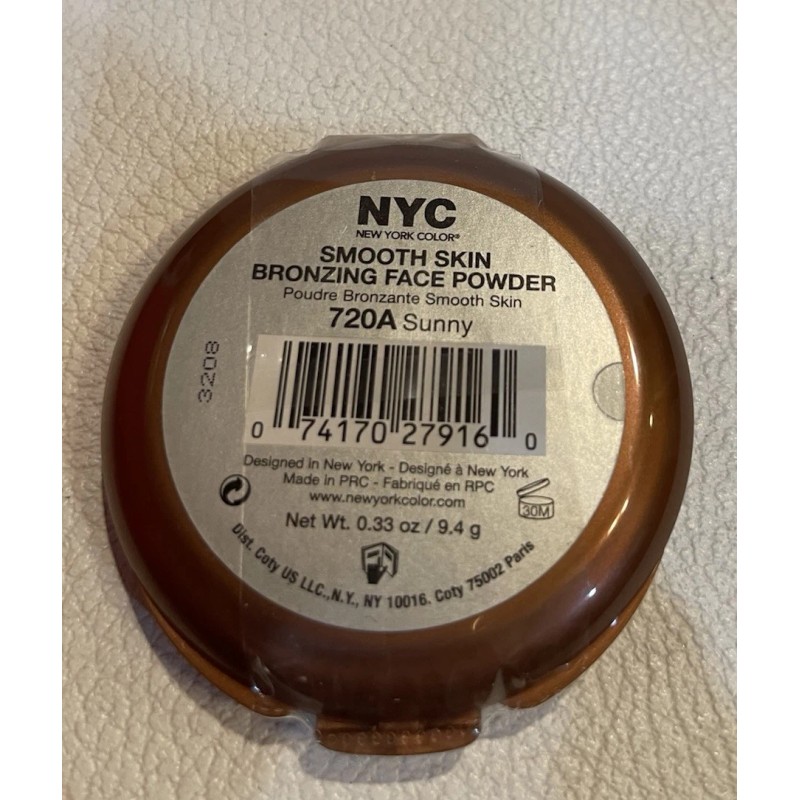 NYC
NEW YORK COLOR®
SMOOTH SKIN
BRONZING FACE POWDER
Poudre Bronzante Smooth Skin
720A Sunny
3208
0 74170 27916 0
Designed in New York - Designé à New York
Made in PRC - Fabriqué en RPC
www.newyorkcolor.com
30M
Net Wt. 0.33 oz / 9.4 g
Dist. Coty US LLC.,N.Y., NY 10016. Coty 75002 Paris